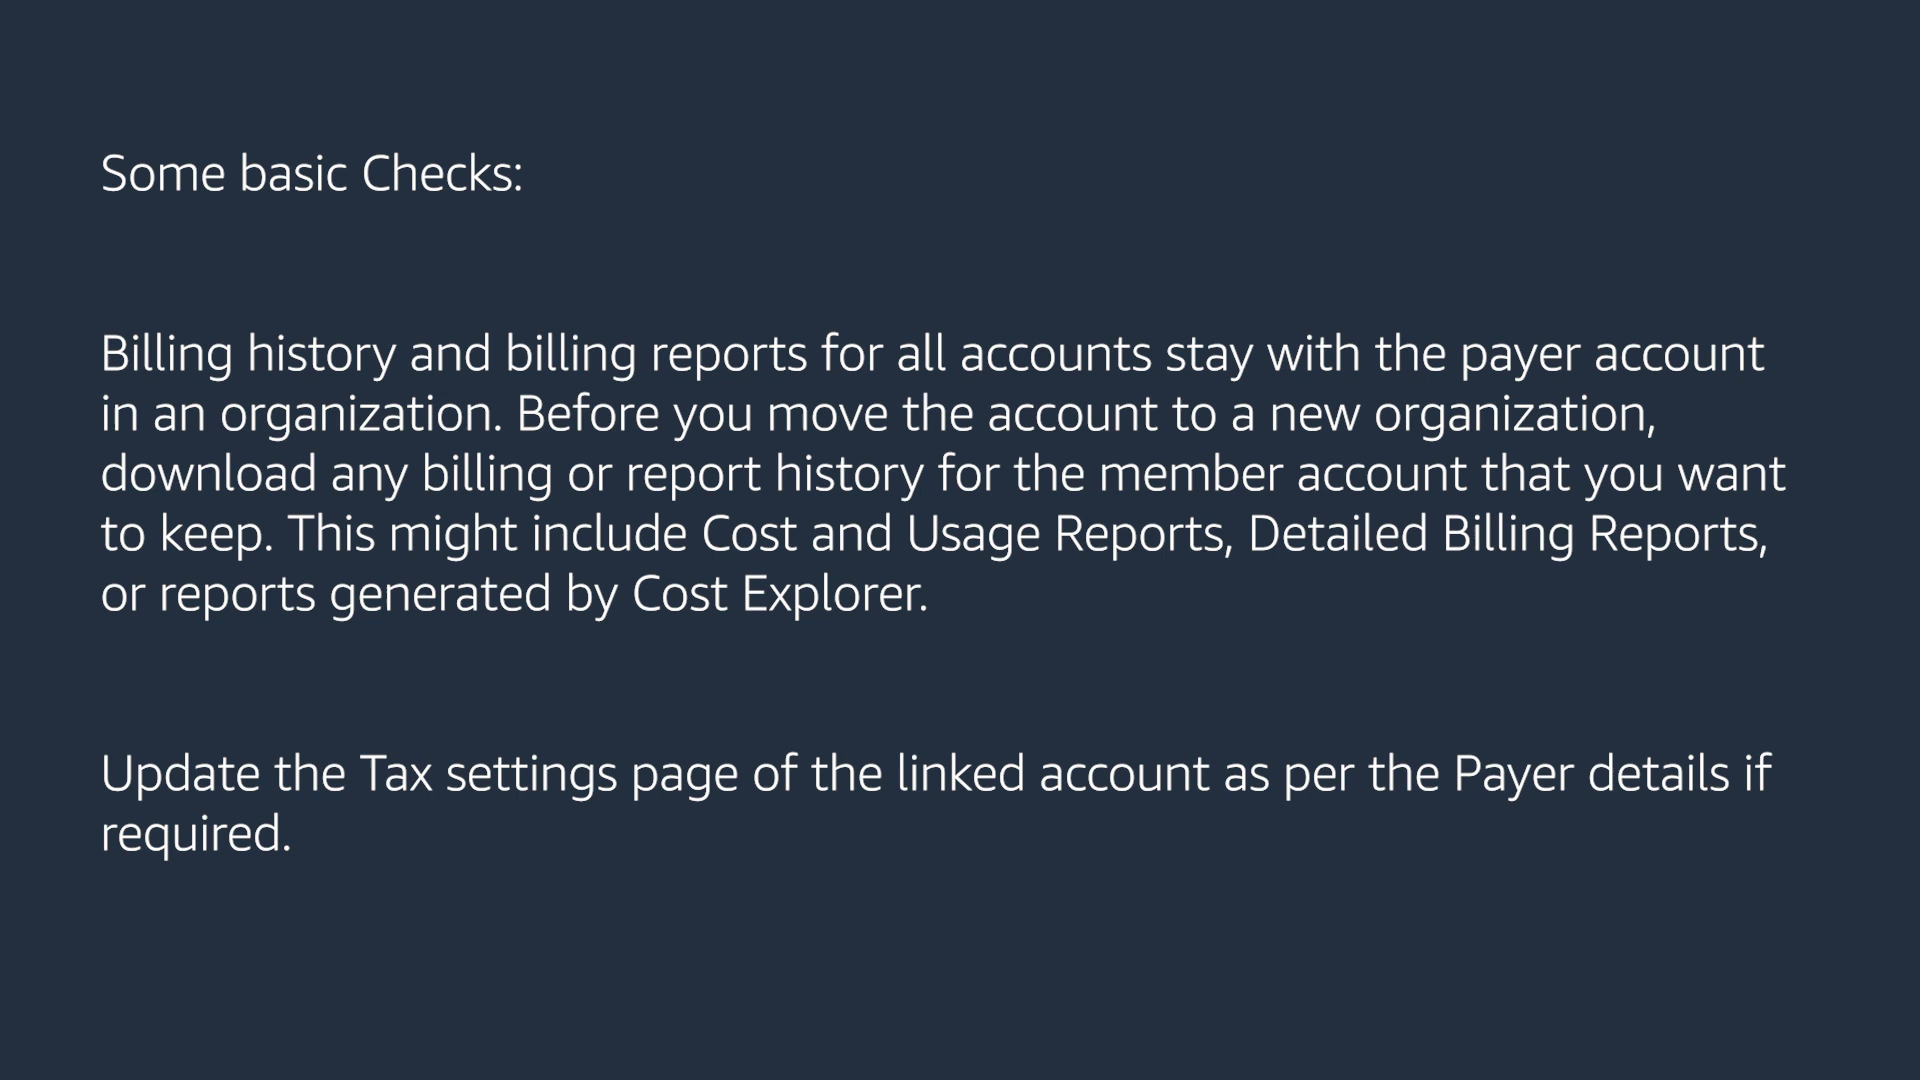 Some basic Checks:
Billing history and billing reports for all accounts stay with the payer account
in an organization. Before you move the account to a new organization,
download any billing or report history for the member account that you want
to keep. This might include Cost and Usage Reports, Detailed Billing Reports,
or reports generated by Cost Explorer.
Update the Tax settings page of the linked account as per the Payer details if
required.